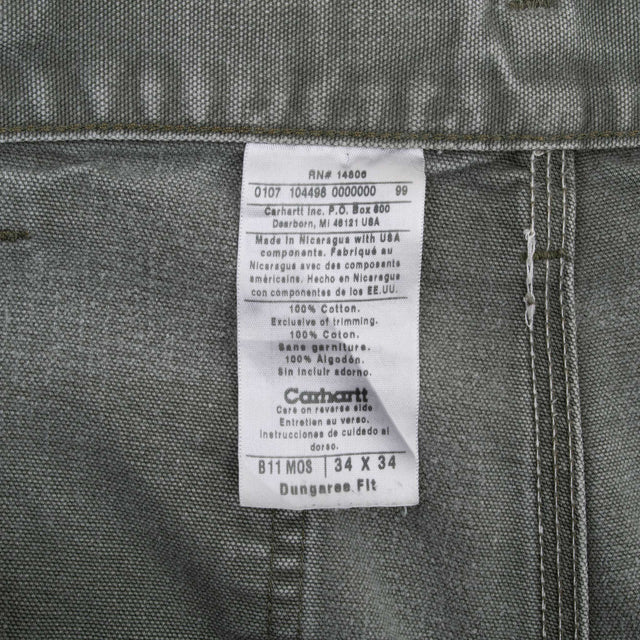 RN# 14806
0107 104498 0000000 99
Carhartt Inc. P.O. Box 600
Dearborn, MI 48121 USA
Made in Nicaragua with USA
components. Fabriqué au
Nicaragua avec des composants
américains. Hecho en Nicaragua
con componentes de los EE.UU.
100% Cotton.
Exclusive of trimming.
100% Coton.
Sans garniture.
100% Algodón.
Sin incluir adorno.
Carhartt
Care on reverse side
Entretien au verso.
Instrucciones de cuidado al
dorso.
B11 MOS 34 X 34
Dungaree Fit